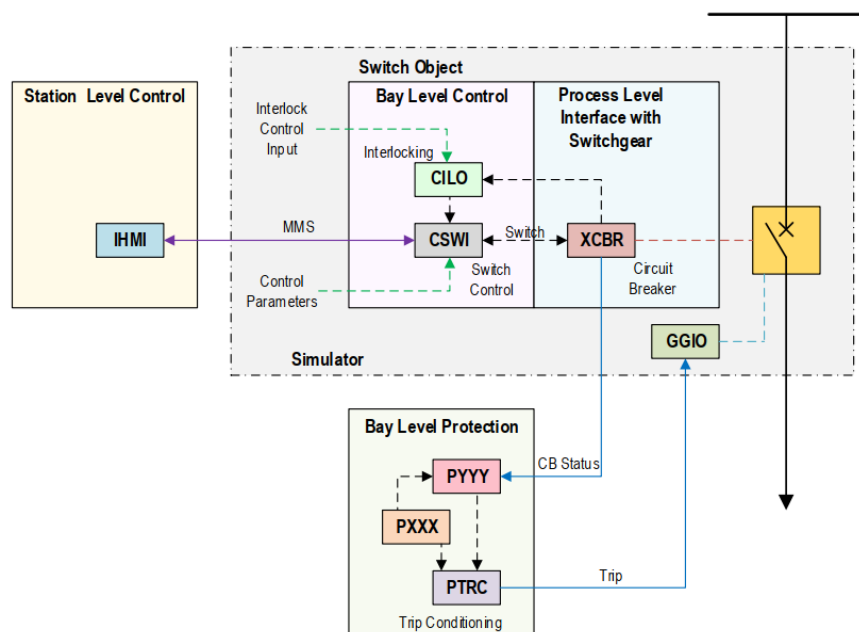 Switch Object
Station Level Control
Bay Level Control
Process Level
Interface with
Switchgear
Interlock
Control
Input
Interlocking
CILO
IHMI
MMS
CSWI
Switch
XCBR
Control
Parameters
Switch
Control
Circuit
Breaker
GGIO
Simulator
Bay Level Protection
CB Status
PYYY
PXXX
PTRC
Trip
Trip Conditioning